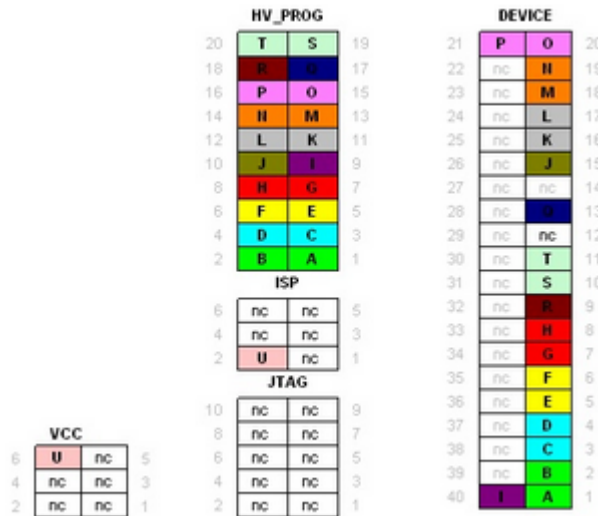 HV_PROG
20 T S 19
18 R Q 17
16 P O 15
14 N M 13
12 L K 11
10 J I 9
8 H G 7
6 F E 5
4 D C 3
2 B A 1
ISP
6 nc nc 5
4 nc nc 3
2 U nc 1
JTAG
10 nc nc 9
8 nc nc 7
6 nc nc 5
4 nc nc 3
2 nc nc 1
VCC
6 U nc 5
4 nc nc 3
2 nc nc 1
DEVICE
21 P O 20
22 nc N 19
23 nc M 18
24 nc L 17
25 nc K 16
26 nc J 15
27 nc nc 14
28 nc Q 13
29 nc nc 12
30 nc T 11
31 nc S 10
32 nc R 9
33 nc H 8
34 nc G 7
35 nc F 6
36 nc E 5
37 nc D 4
38 nc C 3
39 nc B 2
40 I A 1